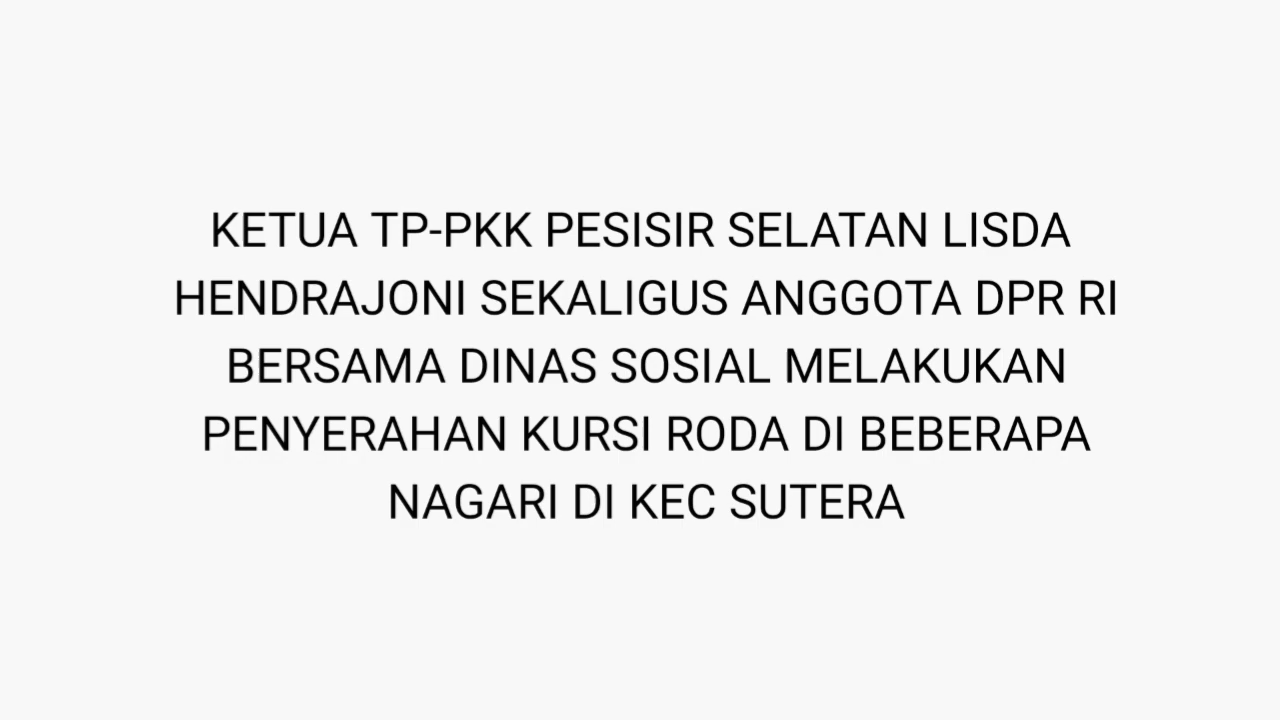 KETUA TP-PKK PESISIR SELATAN LISDA
HENDRAJONI SEKALIGUS ANGGOTA DPR RI
BERSAMA DINAS SOSIAL MELAKUKAN
PENYERAHAN KURSI RODA DI BEBERAPA
NAGARI DI KEC SUTERA